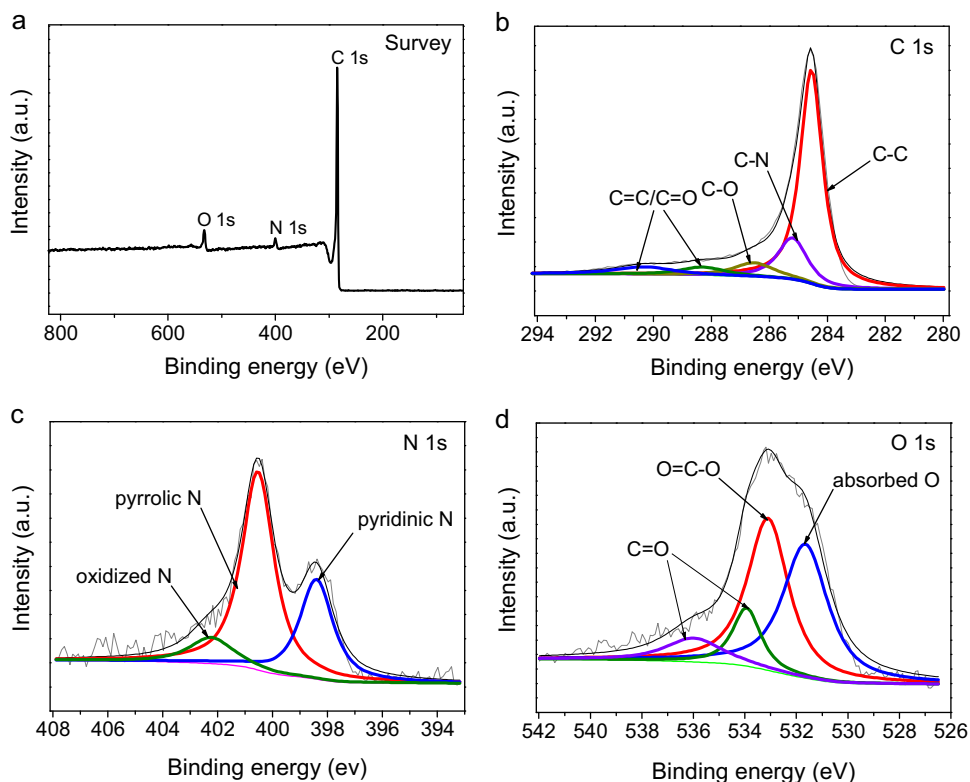 a
Survey
C 1s
O 1s
N 1s
Intensity (a.u.)
800
600
400
200
Binding energy (eV)
b
C 1s
C-N
C=C/C=O
C-O
C-C
Intensity (a.u.)
294
292
290
288
286
284
282
280
Binding energy (eV)
c
N 1s
pyrrolic N
pyridinic N
oxidized N
Intensity (a.u.)
408
406
404
402
400
398
396
394
Binding energy (ev)
d
O 1s
O=C-O
absorbed O
C=O
Intensity (a.u.)
542
540
538
536
534
532
530
528
526
Binding energy (eV)